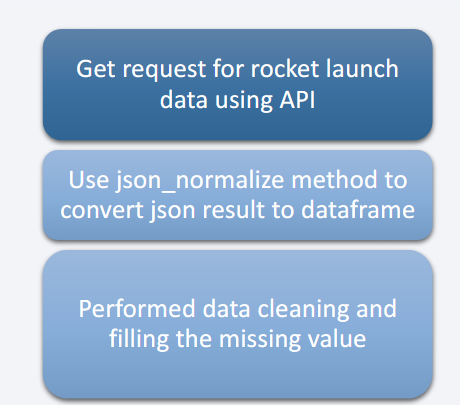 Get request for rocket launch
data using API
Use json_normalize method to
convert json result to dataframe
Performed data cleaning and
filling the missing value